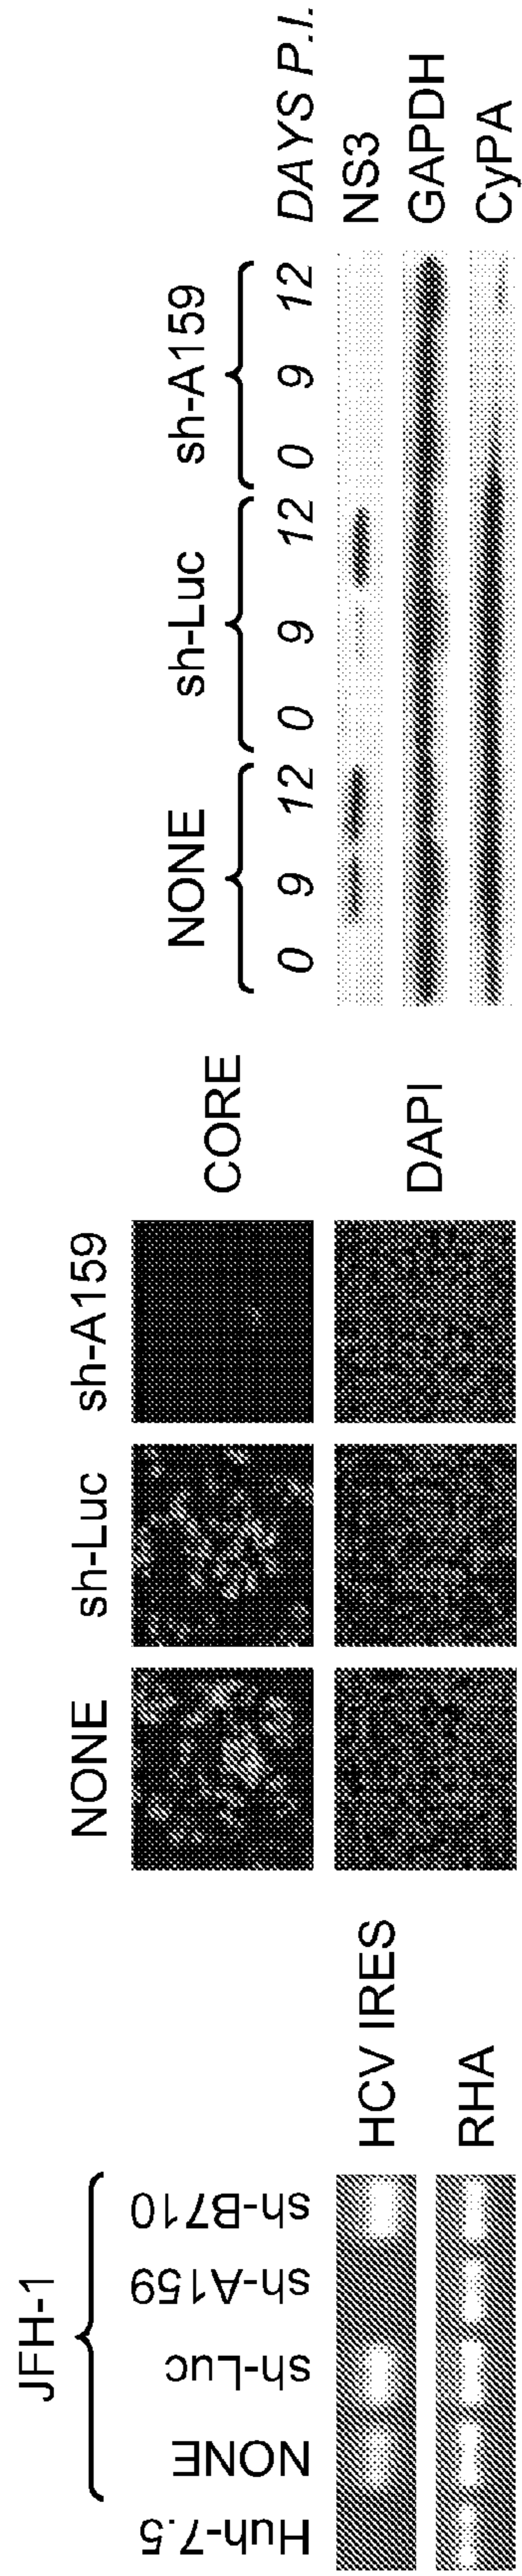 JFH-1
Huh-7.5 NONE sh-Luc sh-A159 sh-B710
HCV IRES
RHA
NONE sh-Luc sh-A159
CORE
DAPI
NONE sh-Luc sh-A159
0 9 12 0 9 12 0 9 12 DAYS P.I.
NS3
GAPDH
CyPA